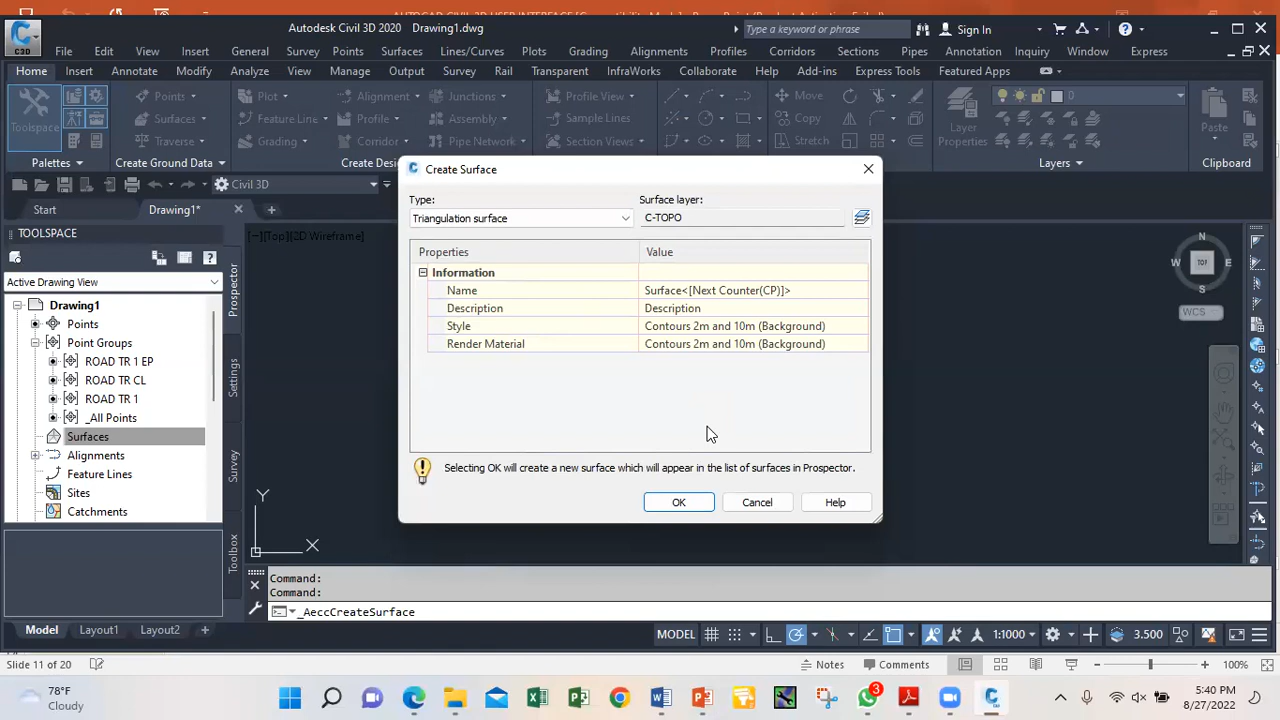 Autodesk Civil 3D 2020 Drawing1.dwg
Type a keyword or phrase
Sign In
C3D
File Edit View Insert General Survey Points Surfaces Lines/Curves Plots Grading Alignments Profiles Corridors Sections Pipes Annotation Inquiry Window Express
Home Insert Annotate Modify Analyze View Manage Output Survey Rail Transparent InfraWorks Collaborate Help Add-ins Express Tools Featured Apps
Points Plot Alignment Junctions Profile View Move 0
Toolspace Surfaces Feature Line Profile Assembly Sample Lines Copy Layer Properties Paste
Traverse Grading Corridor Pipe Network Section Views Stretch
Palettes Create Ground Data Layers Clipboard
Civil 3D
Start Drawing1*
TOOLSPACE
[−][Top][2D Wireframe]
Active Drawing View
Drawing1
Points
Point Groups
ROAD TR 1 EP
ROAD TR CL
ROAD TR 1
_All Points
Surfaces
Alignments
Feature Lines
Sites
Catchments
Prospector
Settings
Survey
Toolbox
Create Surface
Type: Surface layer:
Triangulation surface C-TOPO
Properties Value
Information
Name Surface<[Next Counter(CP)]>
Description Description
Style Contours 2m and 10m (Background)
Render Material Contours 2m and 10m (Background)
Selecting OK will create a new surface which will appear in the list of surfaces in Prospector.
OK Cancel Help
N
W TOP E
S
WCS
Y
X
Command:
Command:
_AeccCreateSurface
Model Layout1 Layout2 + MODEL 1:1000 3.500
Slide 11 of 20 Notes Comments 100%
78°F
Cloudy
3
5:40 PM
8/27/2022